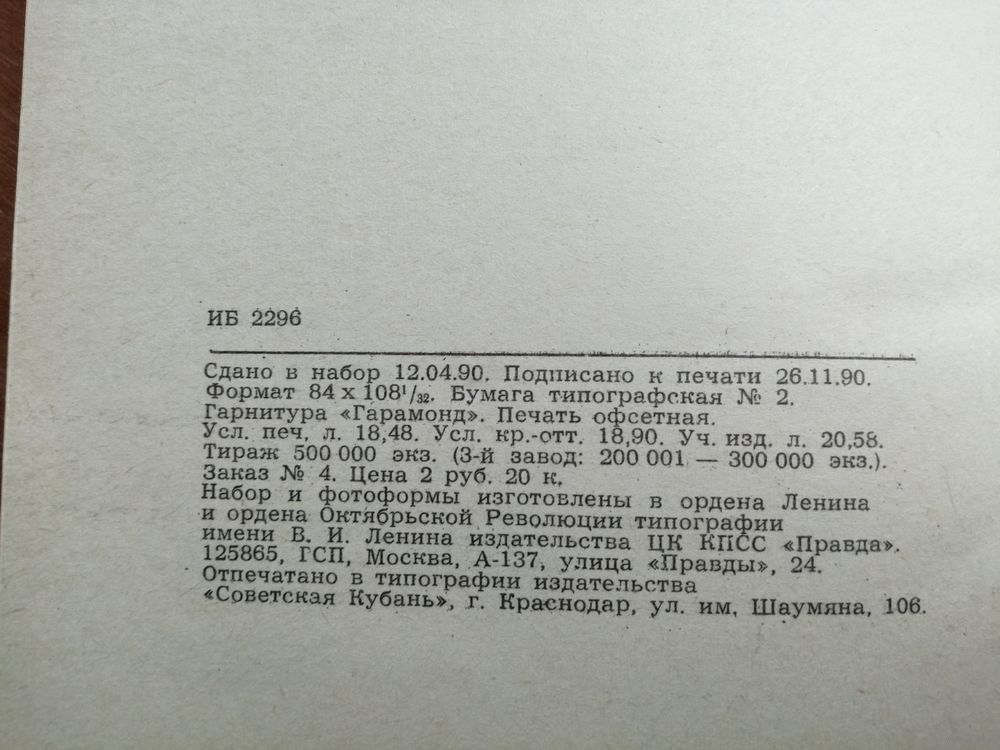 ИБ 2296
Сдано в набор 12.04.90. Подписано к печати 26.11.90.
Формат 84 x 108¹/₃₂. Бумага типографская № 2.
Гарнитура «Гарамонд». Печать офсетная.
Усл. печ. л. 18,48. Усл. кр.-отт. 18,90. Уч. изд. л. 20,58.
Тираж 500 000 экз. (3-й завод: 200 001 — 300 000 экз.).
Заказ № 4. Цена 2 руб. 20 к.
Набор и фотоформы изготовлены в ордена Ленина
и ордена Октябрьской Революции типографии
имени В. И. Ленина издательства ЦК КПСС «Правда».
125865, ГСП, Москва, А-137, улица «Правды», 24.
Отпечатано в типографии издательства
«Советская Кубань», г. Краснодар, ул. им, Шаумяна, 106.